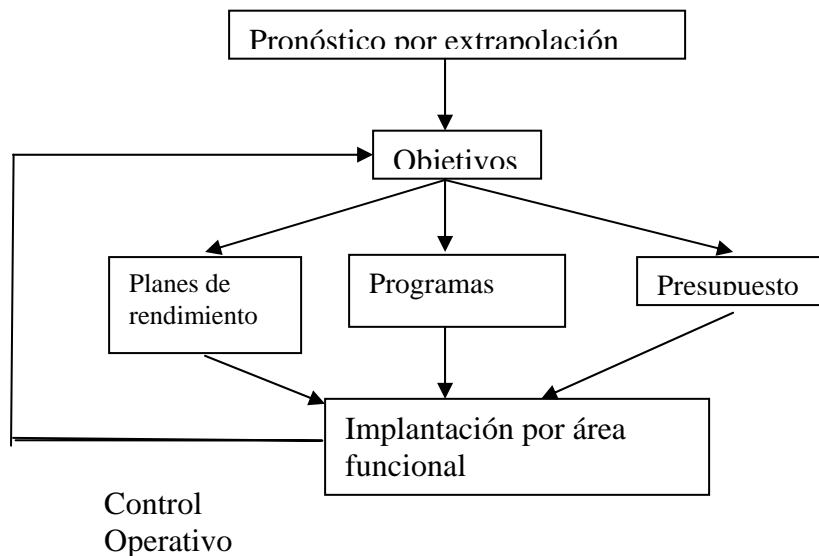 Pronóstico por extrapolación
Objetivos
Planes de
rendimiento
Programas
Presupuesto
Implantación por área
funcional
Control
Operativo